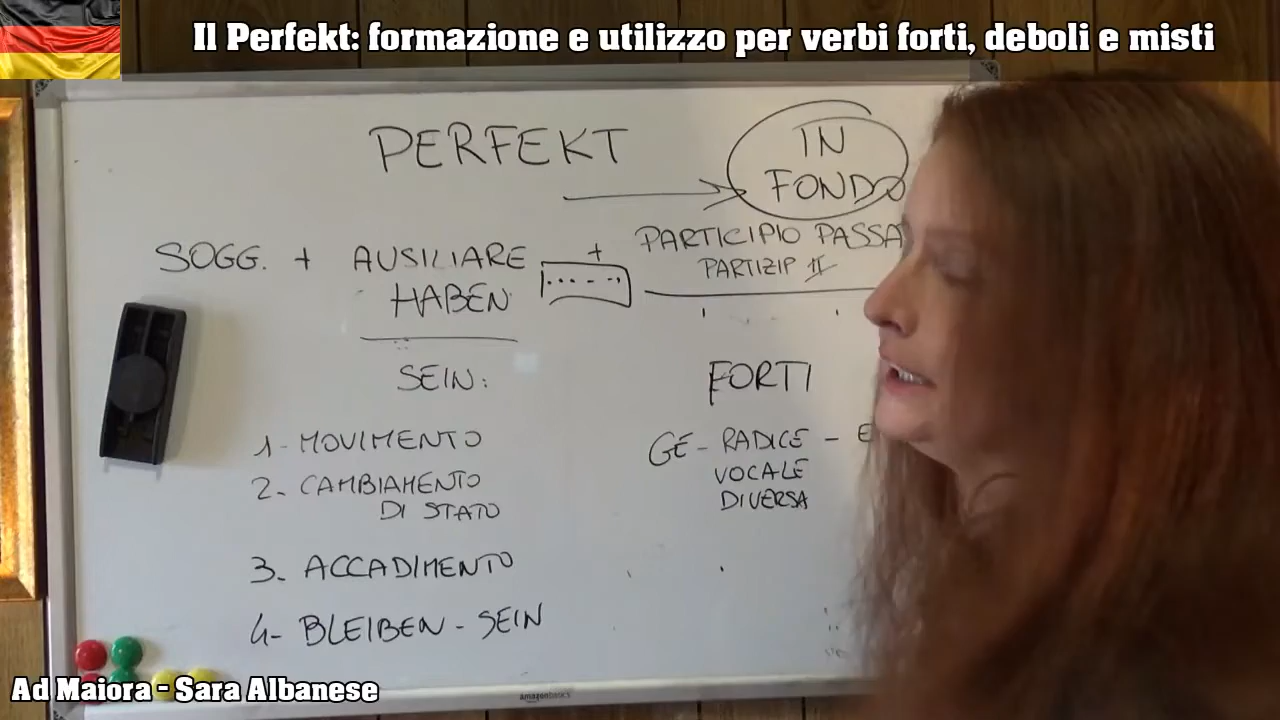 Il Perfekt: formazione e utilizzo per verbi forti, deboli e misti
PERFEKT
IN
FONDO
SOGG. + AUSILIARE + PARTICIPIO PASSA
HABEN
PARTIZIP II
SEIN:
FORTI
1- MOVIMENTO
GE- RADICE - E
VOCALE
DIVERSA
2- CAMBIAMENTO
DI STATO
3- ACCADIMENTO
4- BLEIBEN - SEIN
Ad Maiora - Sara Albanese
amazonbasics